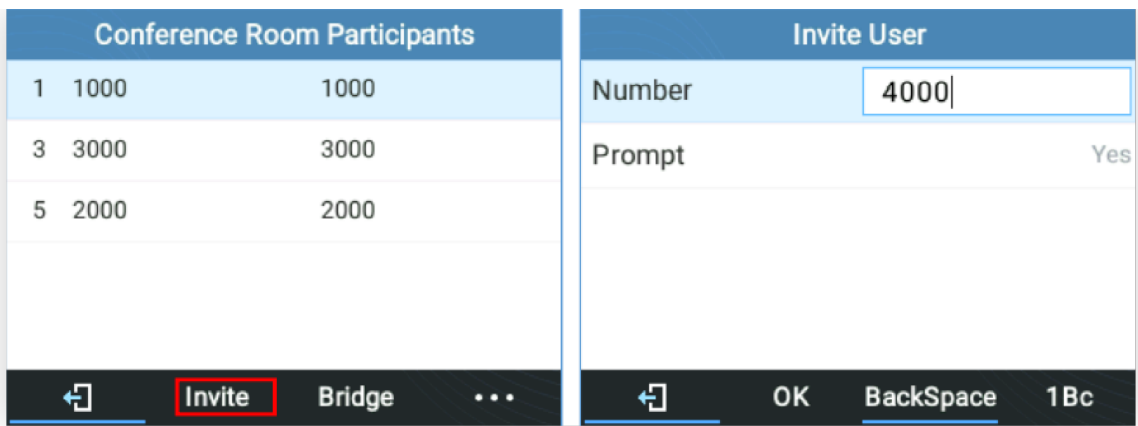 Conference Room Participants
1 1000 1000
3 3000 3000
5 2000 2000
Invite Bridge ...
Invite User
Number 4000
Prompt Yes
OK BackSpace 1Bc